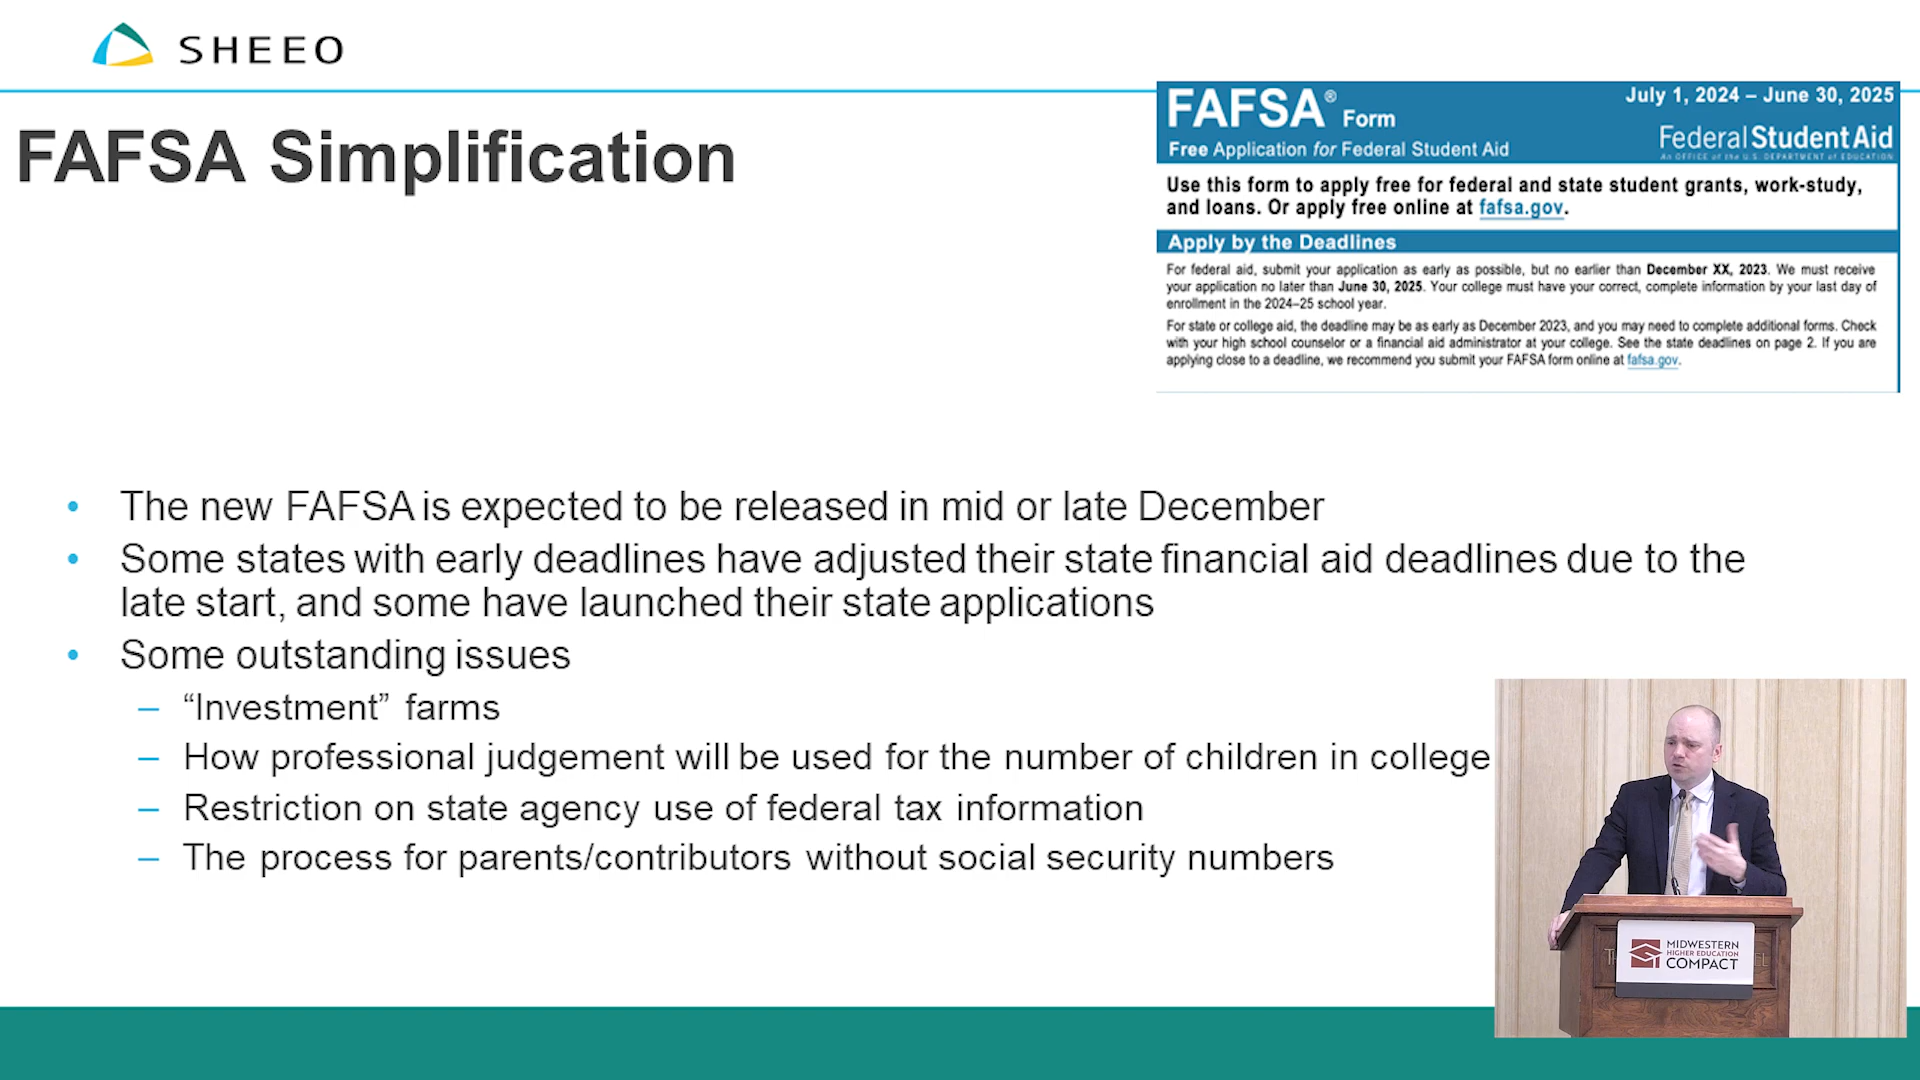 SHEEO
FAFSA Simplification
FAFSA® Form
July 1, 2024 – June 30, 2025
Free Application for Federal Student Aid
Federal Student Aid
An OFFICE of the U.S. DEPARTMENT of EDUCATION
Use this form to apply free for federal and state student grants, work-study,
and loans. Or apply free online at fafsa.gov.
Apply by the Deadlines
For federal aid, submit your application as early as possible, but no earlier than December XX, 2023. We must receive
your application no later than June 30, 2025. Your college must have your correct, complete information by your last day of
enrollment in the 2024–25 school year.
For state or college aid, the deadline may be as early as December 2023, and you may need to complete additional forms. Check
with your high school counselor or a financial aid administrator at your college. See the state deadlines on page 2. If you are
applying close to a deadline, we recommend you submit your FAFSA form online at fafsa.gov.
• The new FAFSA is expected to be released in mid or late December
• Some states with early deadlines have adjusted their state financial aid deadlines due to the
late start, and some have launched their state applications
• Some outstanding issues
– “Investment” farms
– How professional judgement will be used for the number of children in college
– Restriction on state agency use of federal tax information
– The process for parents/contributors without social security numbers
MIDWESTERN
HIGHER EDUCATION
COMPACT